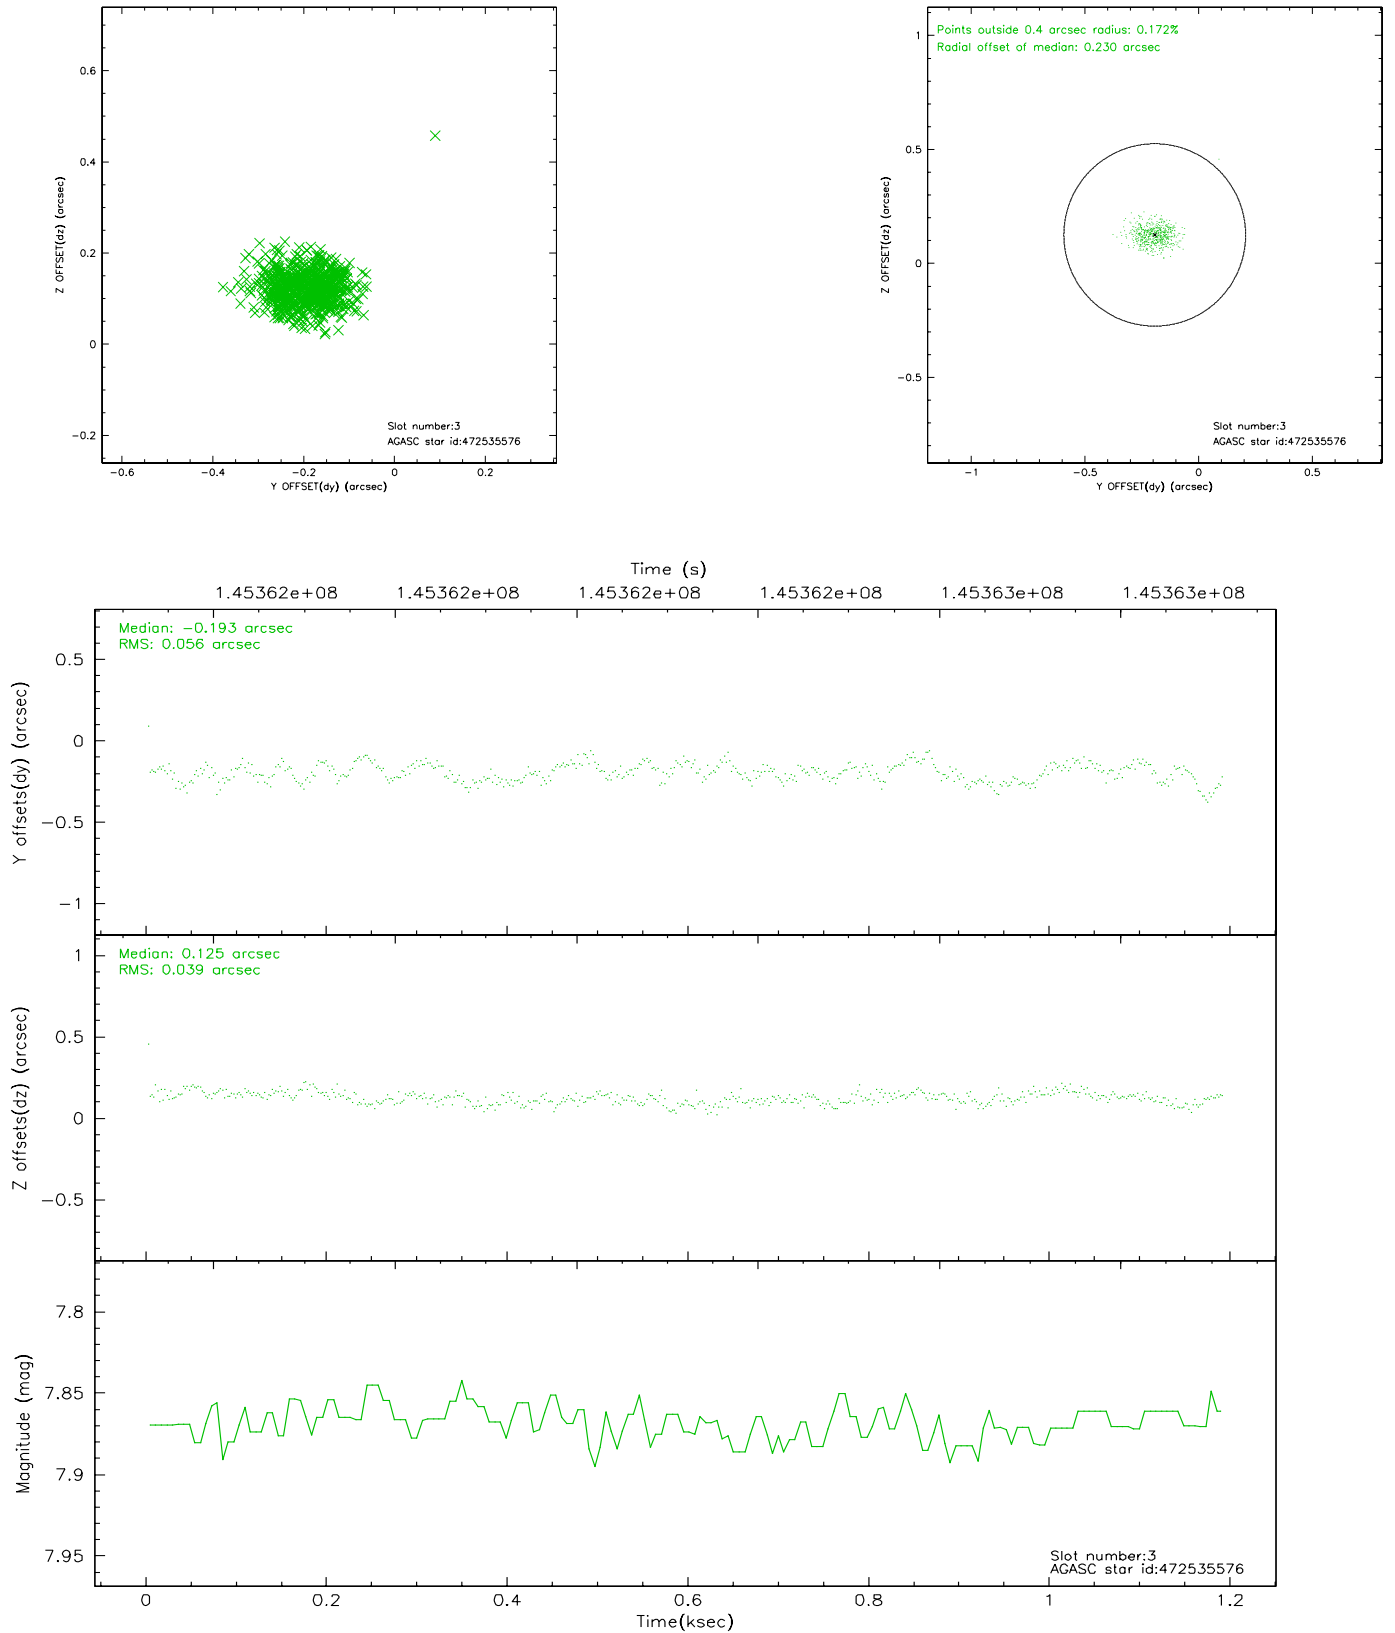 0.6
0.4
0.2
0
−0.2
Z OFFSET(dz) (arcsec)
Slot number:3
AGASC star id:472535576
−0.6 −0.4 −0.2 0 0.2
Y OFFSET(dy) (arcsec)
Points outside 0.4 arcsec radius: 0.172%
Radial offset of median: 0.230 arcsec
1
0.5
0
−0.5
Z OFFSET(dz) (arcsec)
Slot number:3
AGASC star id:472535576
−1 −0.5 0 0.5
Y OFFSET(dy) (arcsec)
Time (s)
1.45362e+08 1.45362e+08 1.45362e+08 1.45362e+08 1.45363e+08 1.45363e+08
Median: −0.193 arcsec
RMS: 0.056 arcsec
0.5
0
−0.5
−1
Y offsets(dy) (arcsec)
Median: 0.125 arcsec
RMS: 0.039 arcsec
1
0.5
0
−0.5
Z offsets(dz) (arcsec)
7.8
7.85
7.9
7.95
Magnitude (mag)
Slot number:3
AGASC star id:472535576
0 0.2 0.4 0.6 0.8 1 1.2
Time(ksec)